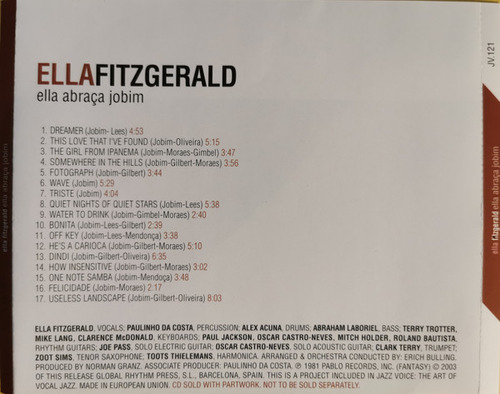 ELLAFITZGERALD
ella abraça jobim
1. DREAMER (Jobim- Lees) 4:53
2. THIS LOVE THAT I'VE FOUND (Jobim-Oliveira) 5:15
3. THE GIRL FROM IPANEMA (Jobim-Moraes-Gimbel) 3:47
4. SOMEWHERE IN THE HILLS (Jobim-Gilbert-Moraes) 3:56
5. FOTOGRAPH (Jobim-Gilbert) 3:44
6. WAVE (Jobim) 5:29
7. TRISTE (Jobim) 4:04
8. QUIET NIGHTS OF QUIET STARS (Jobim-Lees) 5:38
9. WATER TO DRINK (Jobim-Gimbel-Moraes) 2:40
10. BONITA (Jobim-Lees-Gilbert) 2:39
11. OFF KEY (Jobim-Lees-Mendonça) 3:38
12. HE'S A CARIOCA (Jobim-Gilbert-Moraes) 5:10
13. DINDI (Jobim-Gilbert-Oliveira) 6:35
14. HOW INSENSITIVE (Jobim-Gilbert-Moraes) 3:02
15. ONE NOTE SAMBA (Jobim-Mendoça) 3:48
16. FELICIDADE (Jobim-Moraes) 2:17
17. USELESS LANDSCAPE (Jobim-Gilbert-Oliveira) 8:03
ELLA FITZGERALD, VOCALS; PAULINHO DA COSTA, PERCUSSION; ALEX ACUNA, DRUMS; ABRAHAM LABORIEL, BASS; TERRY TROTTER,
MIKE LANG, CLARENCE McDONALD, KEYBOARDS; PAUL JACKSON, OSCAR CASTRO-NEVES, MITCH HOLDER, ROLAND BAUTISTA,
RHYTHM GUITARS; JOE PASS, SOLO ELECTRIC GUITAR; OSCAR CASTRO-NEVES, SOLO ACOUSTIC GUITAR; CLARK TERRY, TRUMPET;
ZOOT SIMS, TENOR SAXOPHONE; TOOTS THIELEMANS, HARMONICA. ARRANGED & ORCHESTRA CONDUCTED BY: ERICH BULLING.
PRODUCED BY NORMAN GRANZ. ASSOCIATE PRODUCER: PAULINHO DA COSTA. ℗ 1981 PABLO RECORDS, INC. (FANTASY) © 2003
OF THIS RELEASE GLOBAL RHYTHM PRESS, S.L., BARCELONA, SPAIN. THIS IS A PROJECT INCLUDED IN JAZZ VOICE: THE ART OF
VOCAL JAZZ. MADE IN EUROPEAN UNION. CD SOLD WITH PARTWORK. NOT TO BE SOLD SEPARATELY.
JV.121
ella fitzgerald ella abraça jobim
ella fitzgerald ella abraça jobim